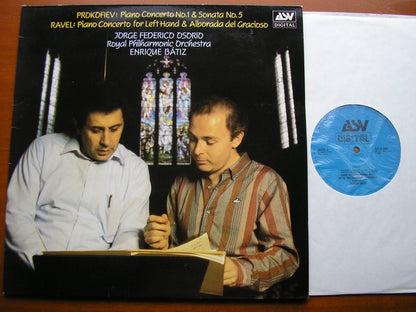 PROKOFIEV: Piano Concerto No.1 & Sonata No.5
RAVEL: Piano Concerto for Left Hand & Alborada del Gracioso
JORGE FEDERICO OSORIO
Royal Philharmonic Orchestra
ENRIQUE BATIZ
ASV
DIGITAL
ASV
DIGITAL